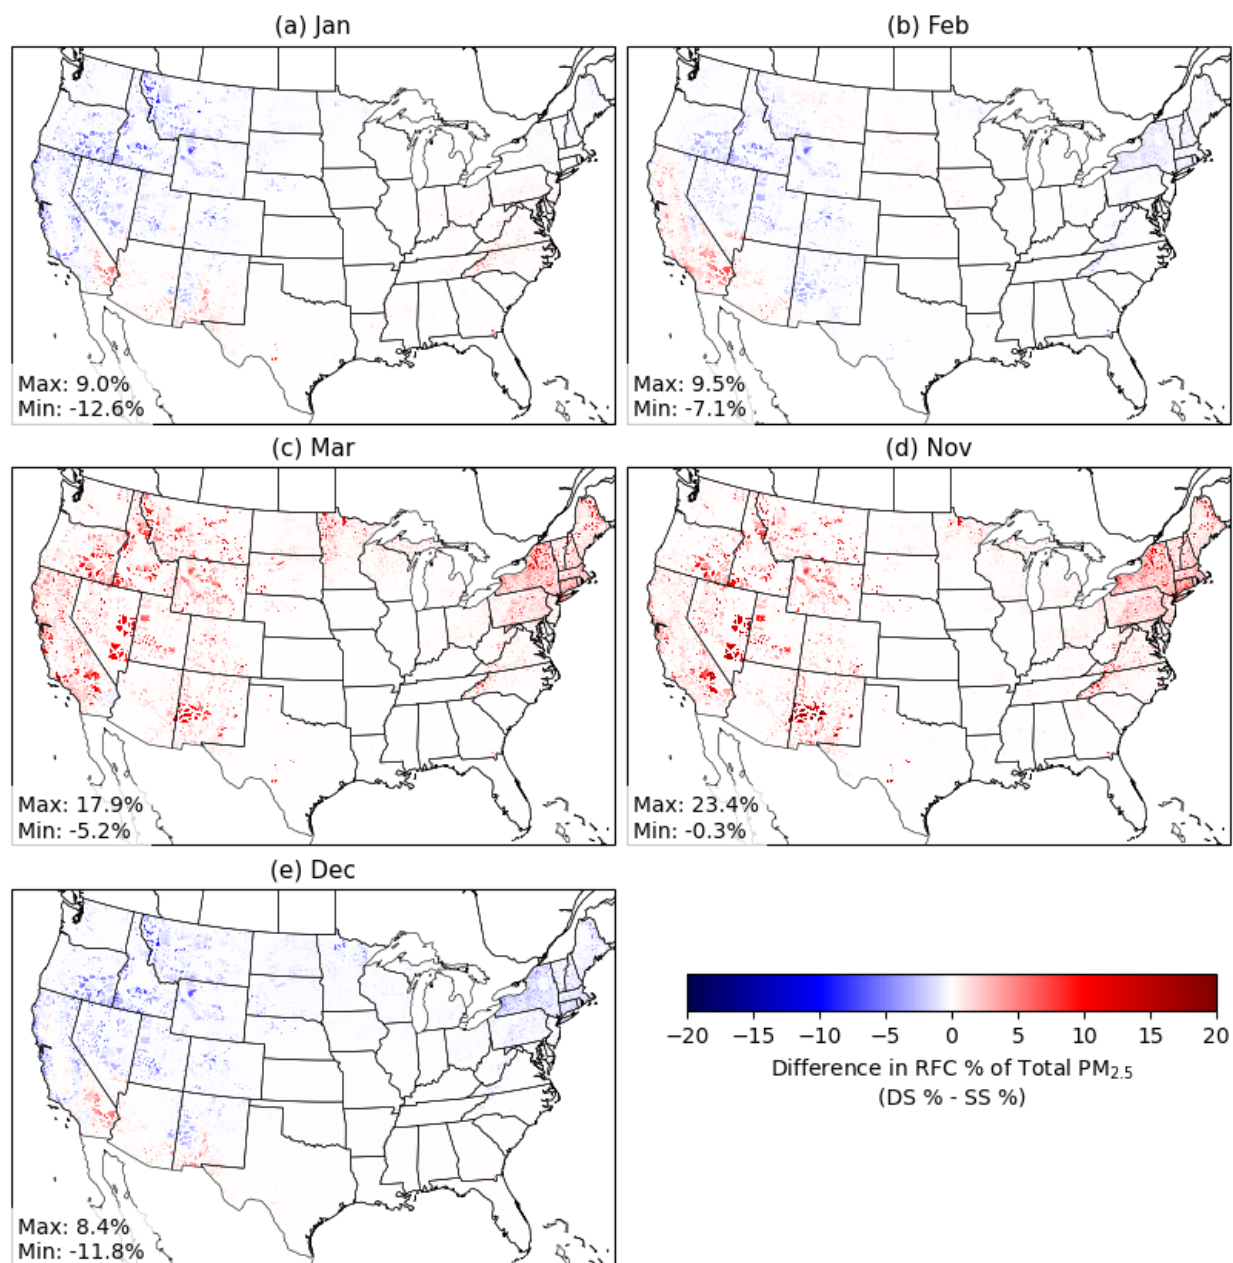 (a) Jan
(b) Feb
Max: 9.0%
Min: -12.6%
Max: 9.5%
Min: -7.1%
(c) Mar
(d) Nov
Max: 17.9%
Min: -5.2%
Max: 23.4%
Min: -0.3%
(e) Dec
Max: 8.4%
Min: -11.8%
−20 −15 −10 −5 0 5 10 15 20
Difference in RFC % of Total PM2.5
(DS % - SS %)